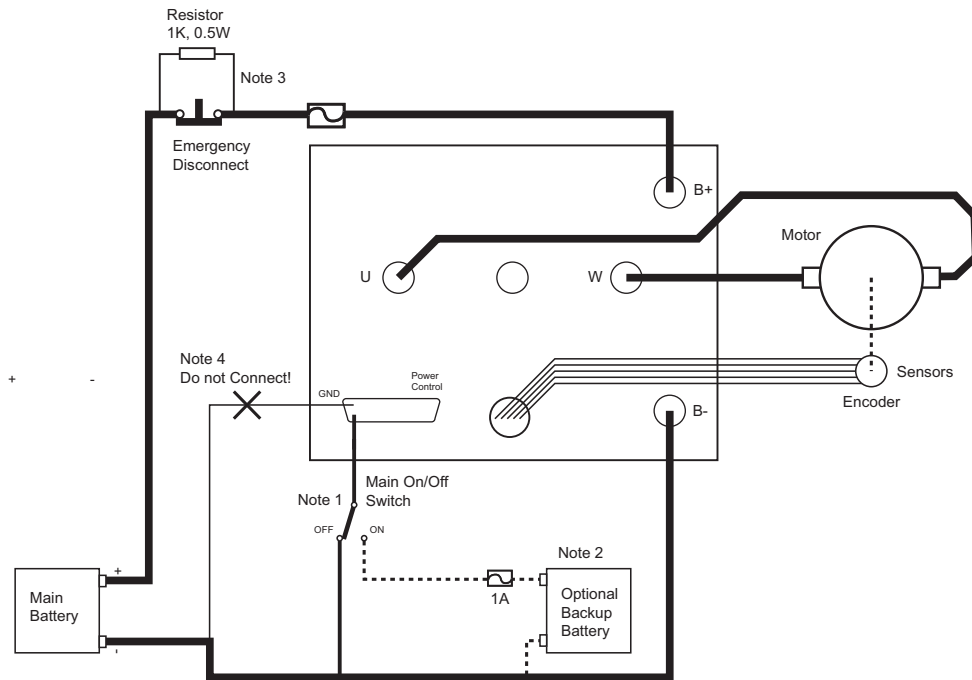 Resistor
1K, 0.5W
Note 3
Emergency
Disconnect
B+
Motor
U
W
Note 4
Do not Connect!
+
-
GND
Power
Control
Sensors
Encoder
B-
Note 1
Main On/Off
Switch
OFF
ON
Note 2
1A
Optional
Backup
Battery
+
Main
Battery
-